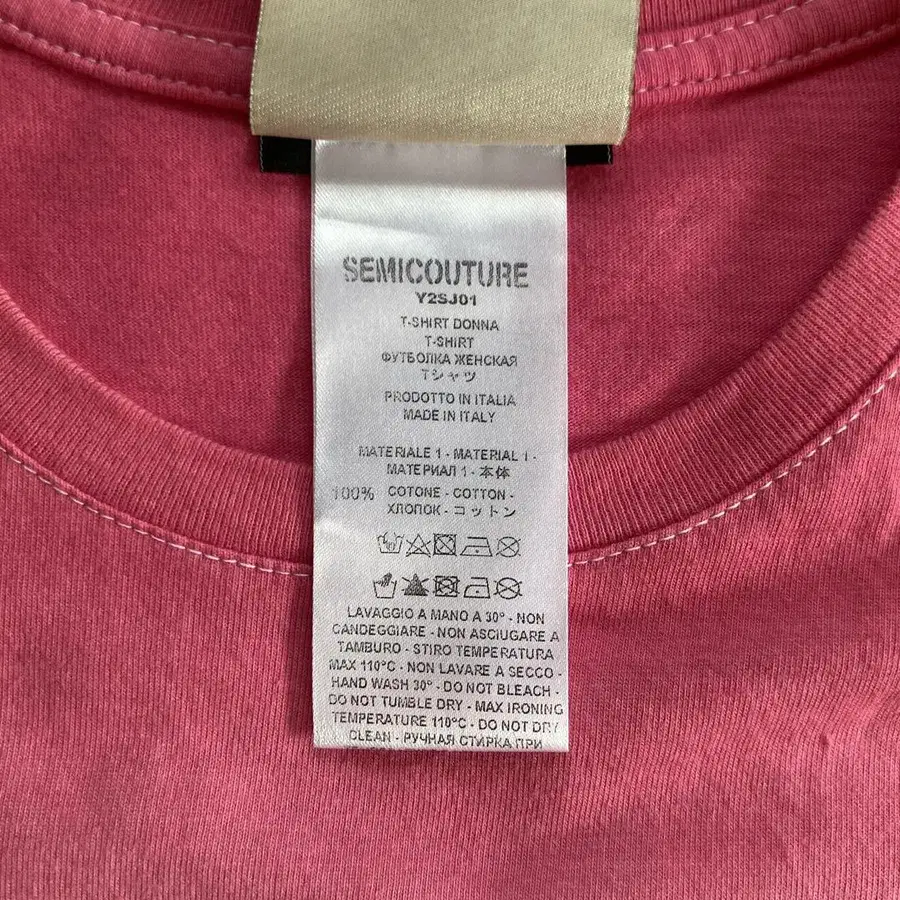 SEMICOUTURE
Y2SJ01
T-SHIRT DONNA
T-SHIRT
ФУТБОЛКА ЖЕНСКАЯ
Tシャツ
PRODOTTO IN ITALIA
MADE IN ITALY
MATERIALE 1 - MATERIAL 1 -
МАТЕРИАЛ 1 - 本体
100% COTONE - COTTON -
ХЛОПОК - コットン
LAVAGGIO A MANO A 30° - NON
CANDEGGIARE - NON ASCIUGARE A
TAMBURO - STIRO TEMPERATURA
MAX 110°C - NON LAVARE A SECCO -
HAND WASH 30° - DO NOT BLEACH -
DO NOT TUMBLE DRY - MAX IRONING
TEMPERATURE 110°C - DO NOT DRY
CLEAN - РУЧНАЯ СТИРКА ПРИ